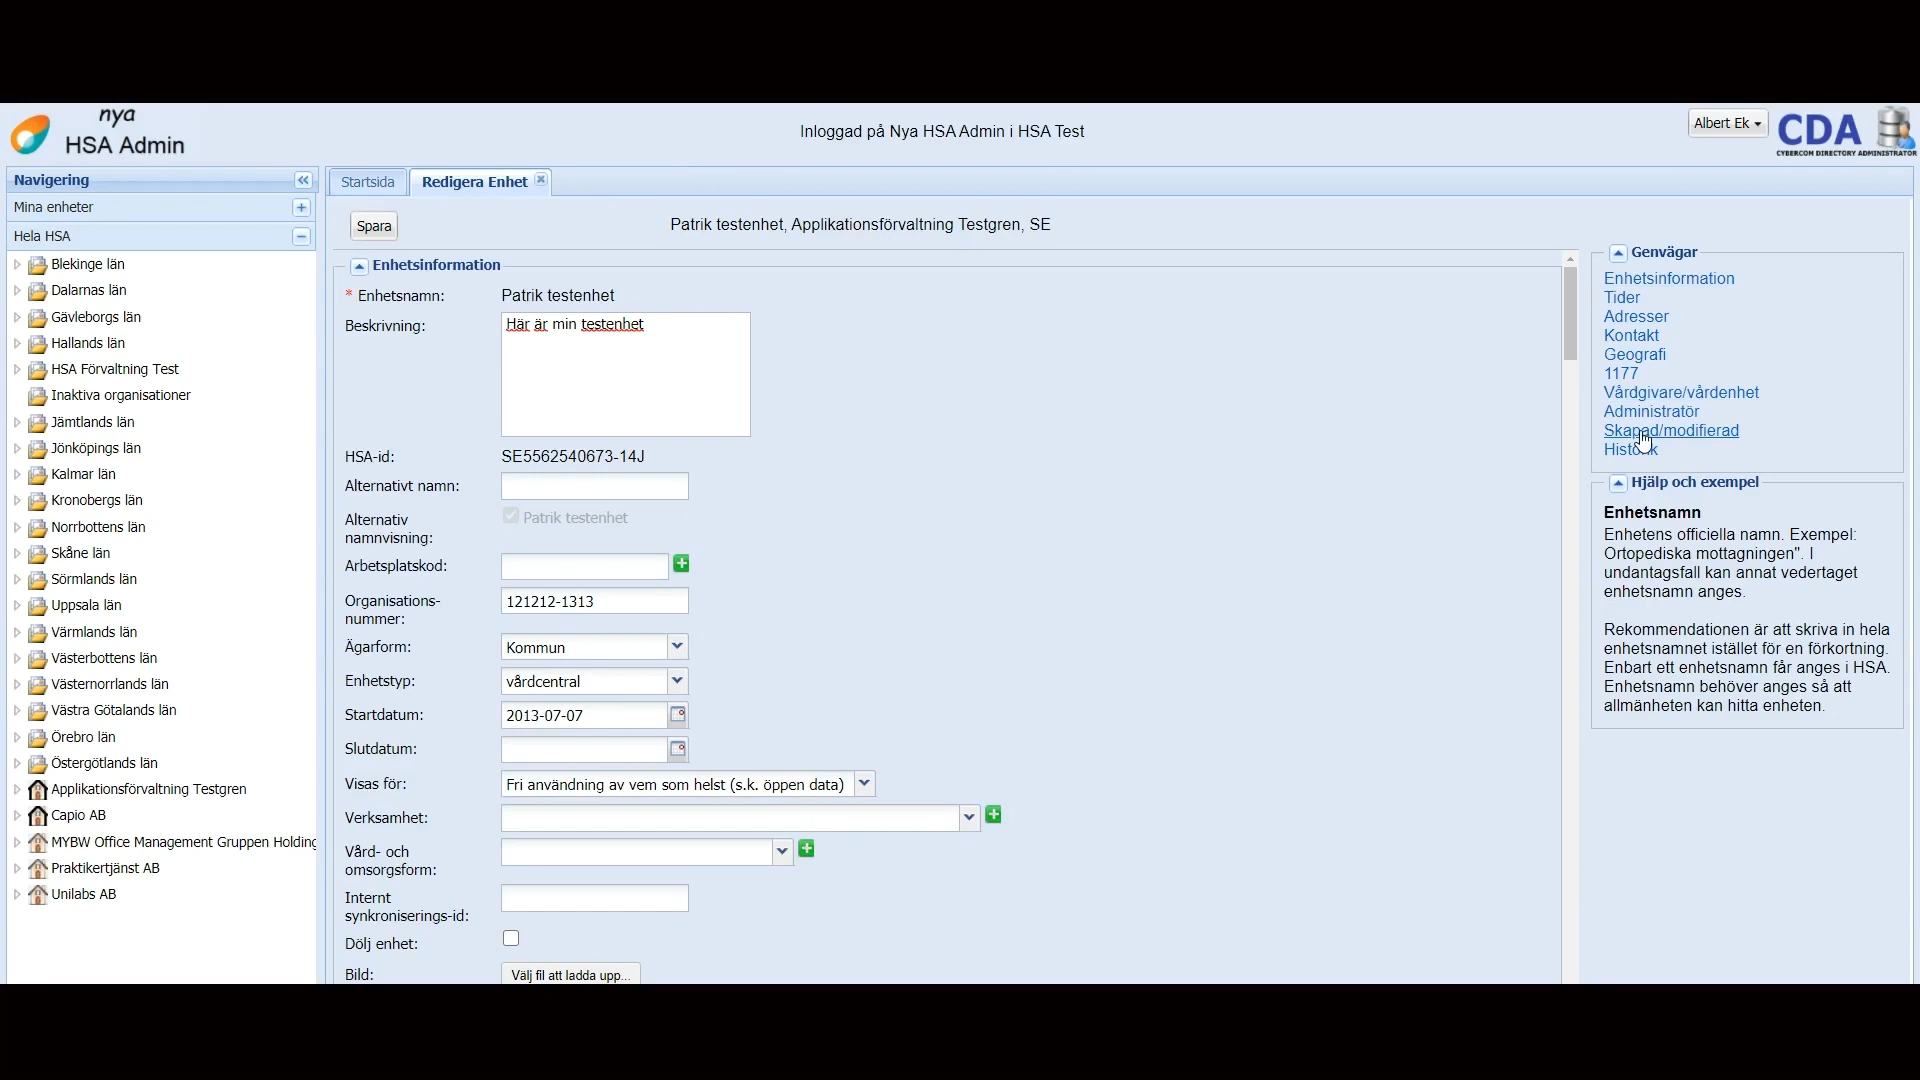 nya
HSA Admin
Inloggad på Nya HSA Admin i HSA Test
Albert Ek
CDA
CYBERCOM DIRECTORY ADMINISTRATOR
Navigering
Mina enheter
Hela HSA
Blekinge län
Dalarnas län
Gävleborgs län
Hallands län
HSA Förvaltning Test
Inaktiva organisationer
Jämtlands län
Jönköpings län
Kalmar län
Kronobergs län
Norrbottens län
Skåne län
Sörmlands län
Uppsala län
Värmlands län
Västerbottens län
Västernorrlands län
Västra Götalands län
Örebro län
Östergötlands län
Applikationsförvaltning Testgren
Capio AB
MYBW Office Management Gruppen Holding
Praktikertjänst AB
Unilabs AB
Startsida
Redigera Enhet
Spara
Patrik testenhet, Applikationsförvaltning Testgren, SE
Enhetsinformation
* Enhetsnamn: Patrik testenhet
Beskrivning: Här är min testenhet
HSA-id: SE5562540673-14J
Alternativt namn:
Alternativ
namnvisning:
Patrik testenhet
Arbetsplatskod:
Organisations-
nummer:
121212-1313
Ägarform: Kommun
Enhetstyp: vårdcentral
Startdatum: 2013-07-07
Slutdatum:
Visas för: Fri användning av vem som helst (s.k. öppen data)
Verksamhet:
Vård- och
omsorgsform:
Internt
synkroniserings-id:
Dölj enhet:
Bild: Välj fil att ladda upp...
Genvägar
Enhetsinformation
Tider
Adresser
Kontakt
Geografi
1177
Vårdgivare/vårdenhet
Administratör
Skapad/modifierad
Historik
Hjälp och exempel
Enhetsnamn
Enhetens officiella namn. Exempel:
Ortopediska mottagningen". I
undantagsfall kan annat vedertaget
enhetsnamn anges.
Rekommendationen är att skriva in hela
enhetsnamnet istället för en förkortning.
Enbart ett enhetsnamn får anges i HSA.
Enhetsnamn behöver anges så att
allmänheten kan hitta enheten.